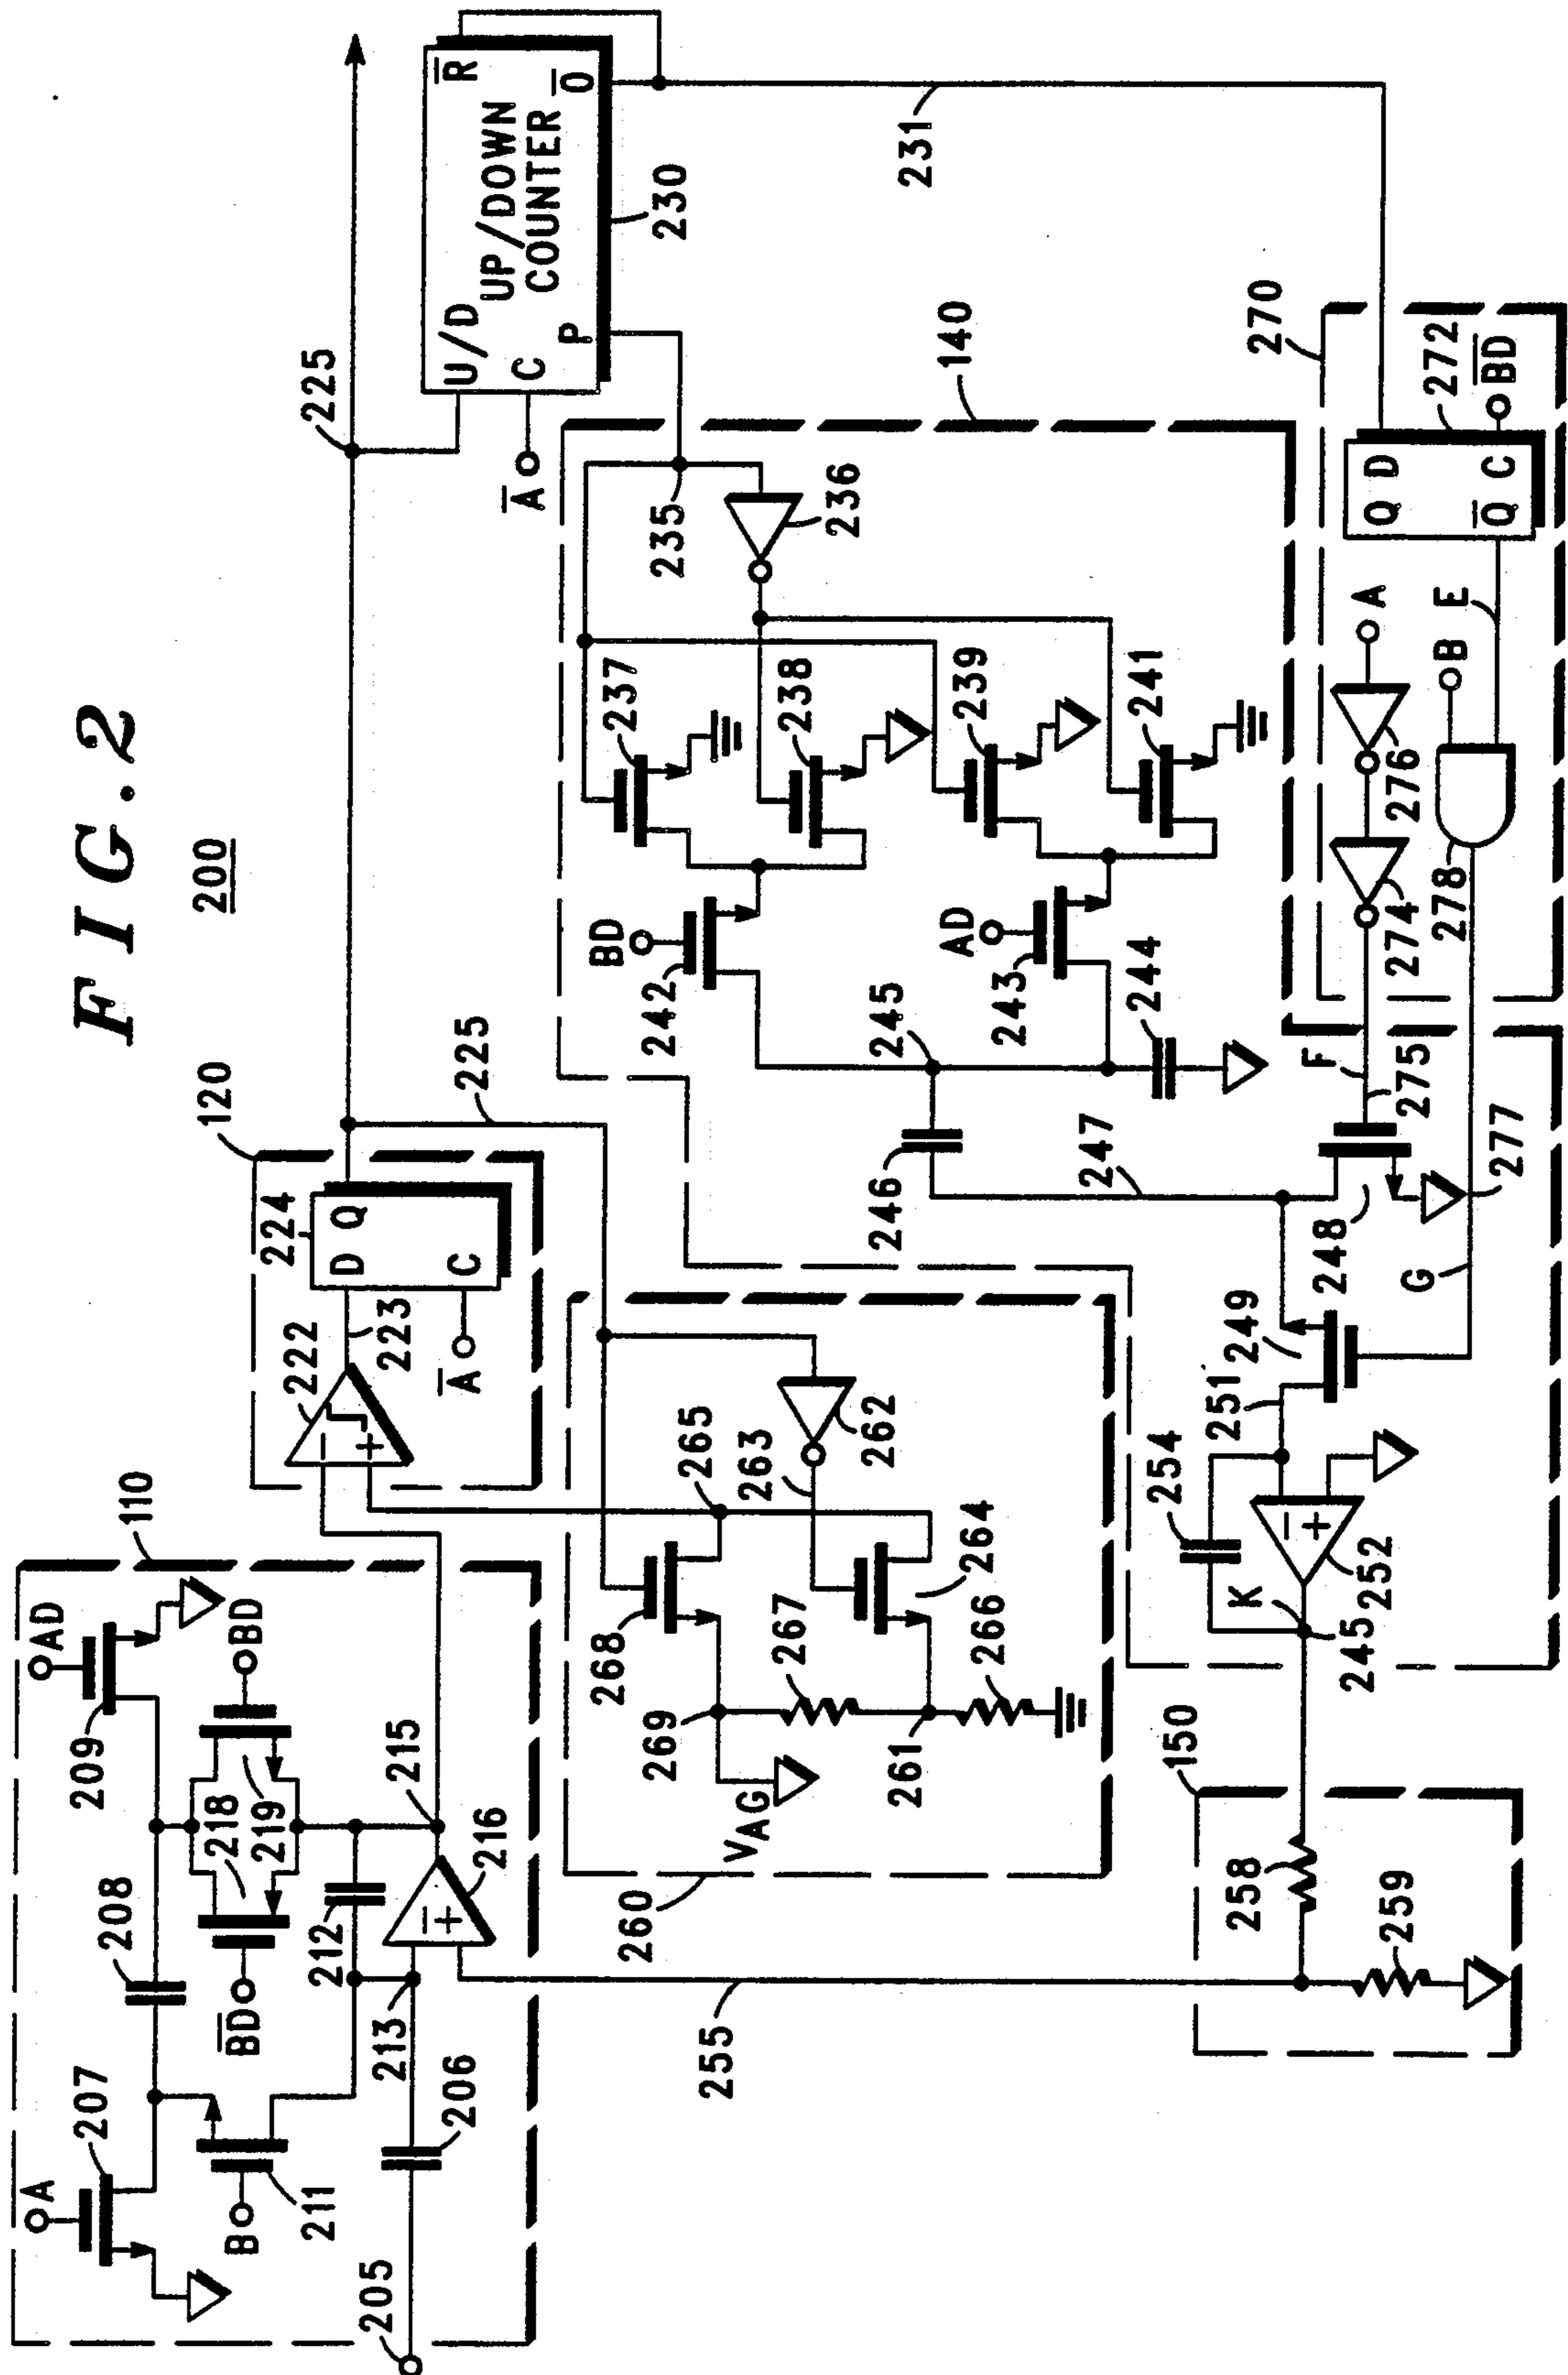 FIG. 2
200
110
A
207
208
AD
209
B
211
B̅D̅
218
219
BD
212
213
215
−
+
216
205
206
120
222
−
+
223
A̅
224
D Q
C
225
225
U/D
R̅
UP/DOWN
COUNTER
C
P
O̅
A̅
230
231
260
268
265
263
262
264
269
267
V_AG
261
266
140
235
236
237
238
239
241
BD
242
AD
243
244
245
246
247
248
249
251
254
−
+
252
K
245
F
275
G
277
270
A
276
274
B
E
278
Q D
Q̅ C
272
B̅D̅
150
258
259
255